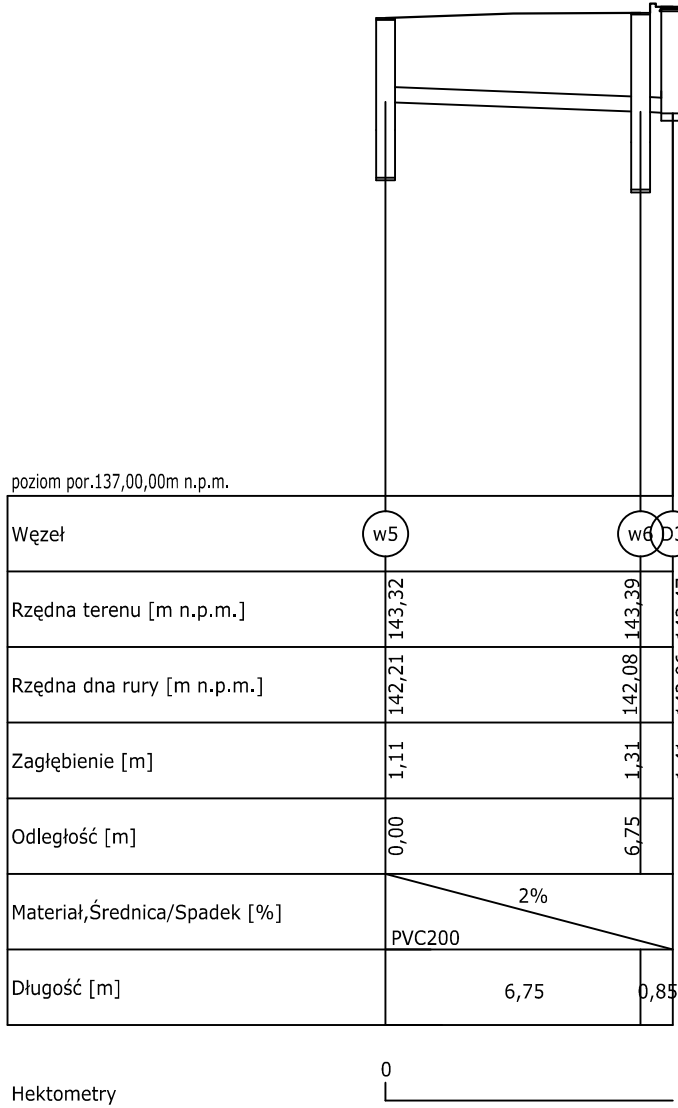 poziom por.137,00,00m n.p.m.
Węzeł w5 w6
Rzędna terenu [m n.p.m.] 143,32 143,39
Rzędna dna rury [m n.p.m.] 142,21 142,08
Zagłębienie [m] 1,11 1,31
Odległość [m] 0,00 6,75
Materiał,Średnica/Spadek [%] 2%
PVC200
Długość [m] 6,75 0,85
0
Hektometry